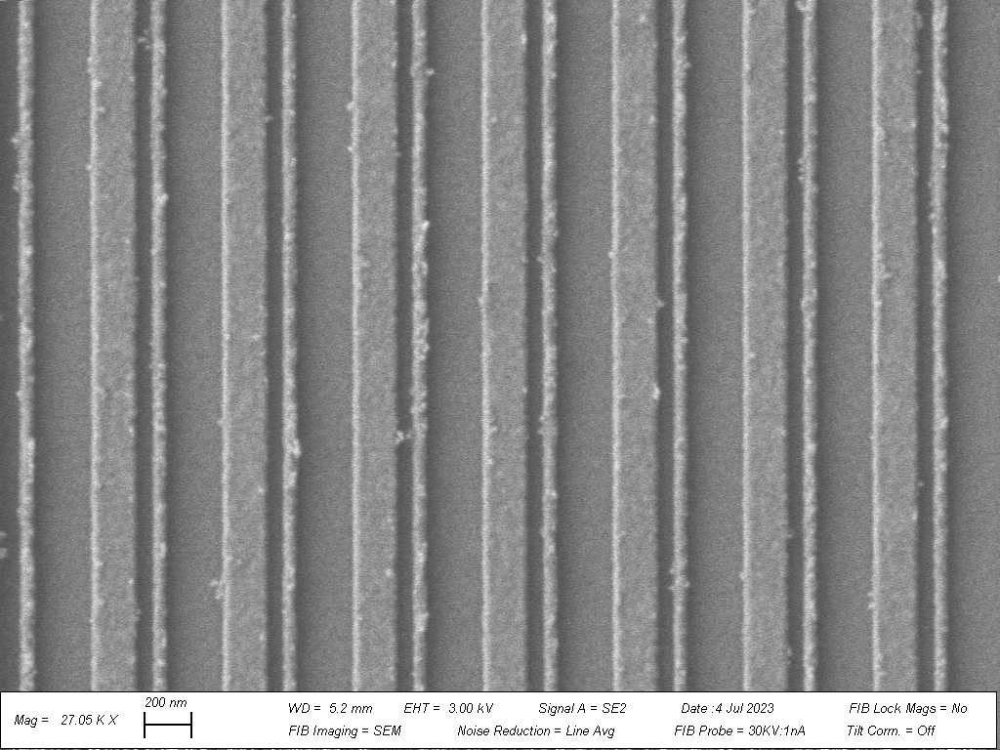 200 nm
Mag = 27.05 K X
WD = 5.2 mm EHT = 3.00 kV Signal A = SE2 Date :4 Jul 2023 FIB Lock Mags = No
FIB Imaging = SEM Noise Reduction = Line Avg FIB Probe = 30KV:1nA Tilt Corrn. = Off